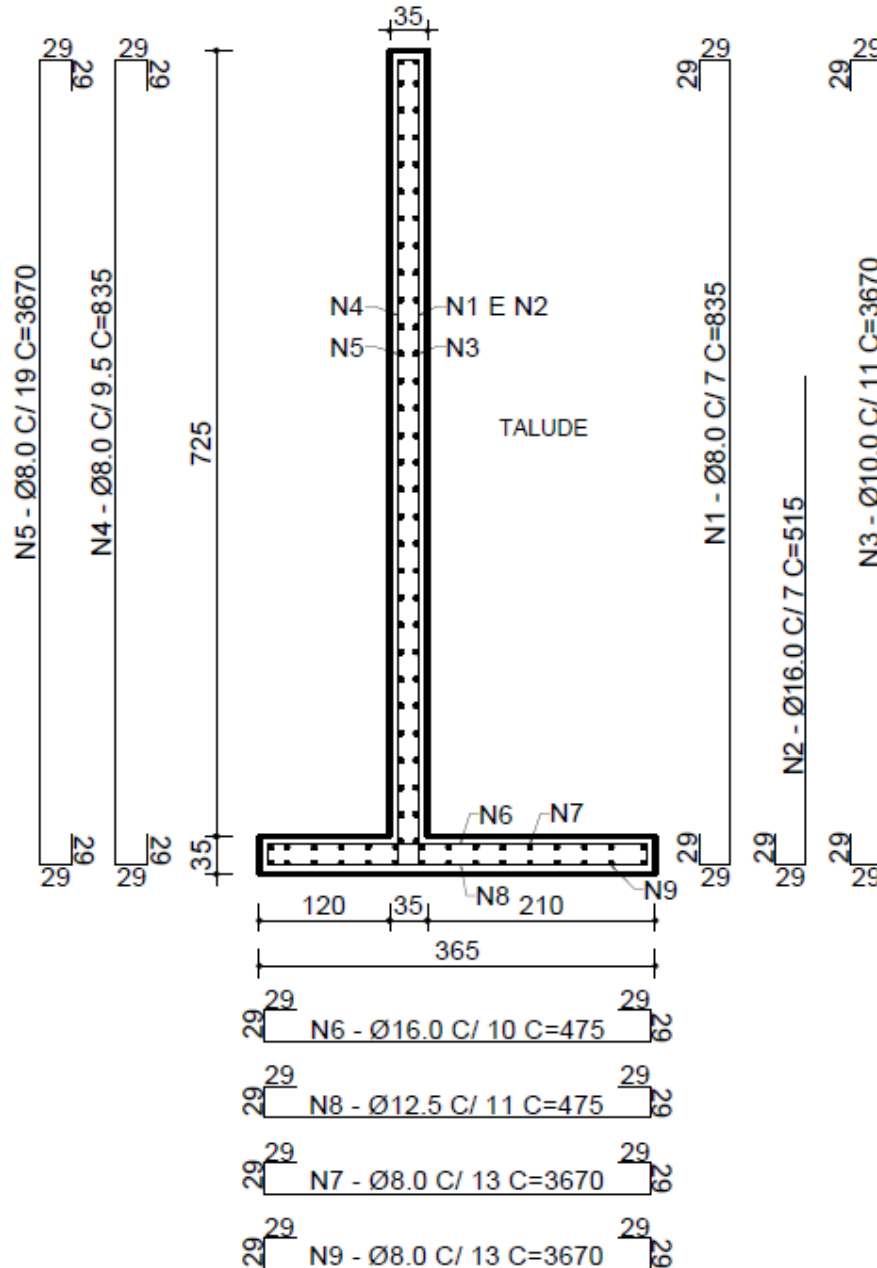 35
29
29
29
29
29
29
29
29
725
N5 - Ø8.0 C/ 19 C=3670
N4 - Ø8.0 C/ 9.5 C=835
N4
N1 E N2
N5
N3
TALUDE
N1 - Ø8.0 C/ 7 C=835
N2 - Ø16.0 C/ 7 C=515
N3 - Ø10.0 C/ 11 C=3670
N6
N7
N8
N9
35
29
29
29
29
29
29
29
29
29
29
120
35
210
365
29
29
29
N6 - Ø16.0 C/ 10 C=475
29
29
29
29
N8 - Ø12.5 C/ 11 C=475
29
29
29
29
N7 - Ø8.0 C/ 13 C=3670
29
29
29
29
N9 - Ø8.0 C/ 13 C=3670
29